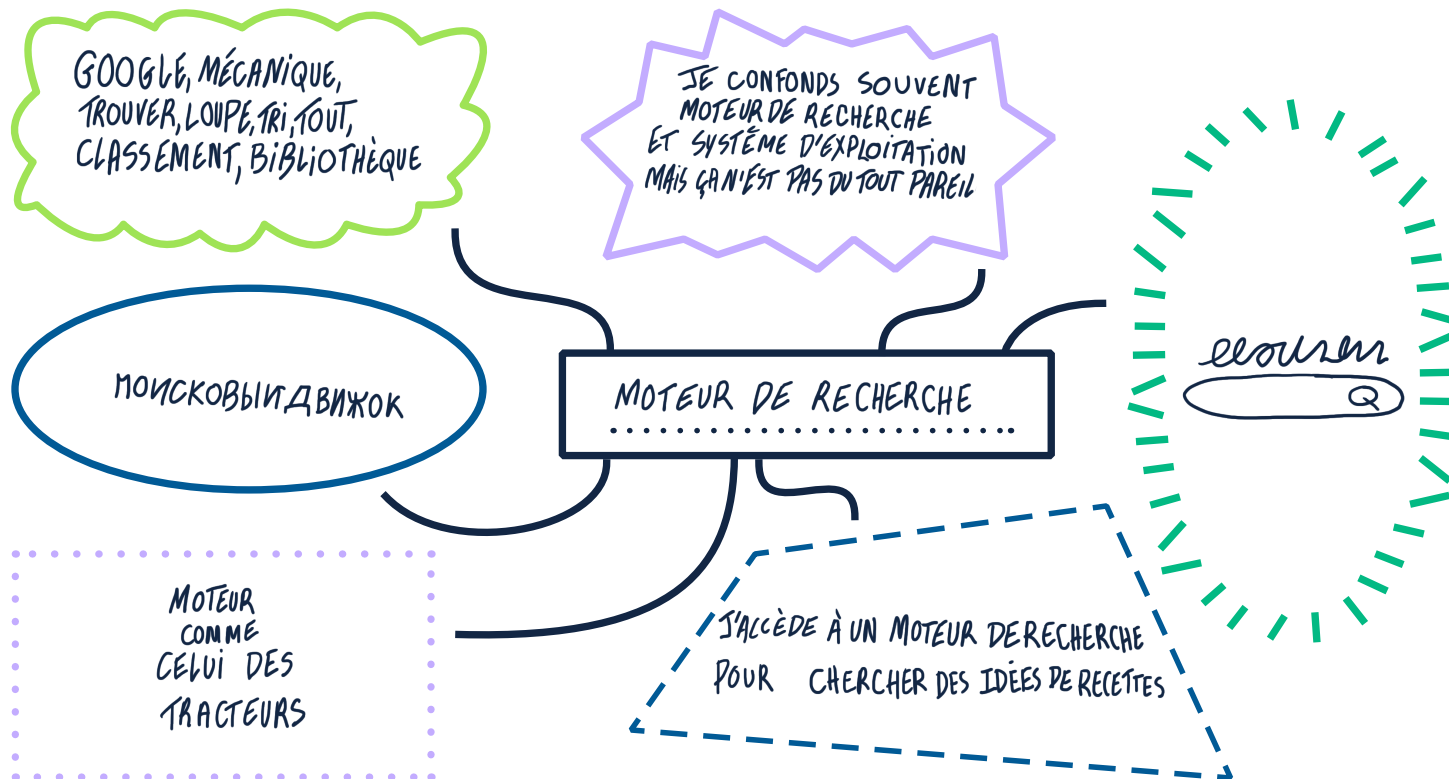 GOOGLE, MÉCANIQUE,
TROUVER, LOUPE, TRI, TOUT,
CLASSEMENT, BIBLIOTHÈQUE
JE CONFONDS SOUVENT
MOTEUR DE RECHERCHE
ET SYSTÈME D'EXPLOITATION
MAIS ÇA N'EST PAS DU TOUT PAREIL
ПОИСКОВЫЙ ДВИЖОК
MOTEUR DE RECHERCHE
MOTEUR
COMME
CELUI DES
TRACTEURS
J'ACCÈDE À UN MOTEUR DE RECHERCHE
POUR CHERCHER DES IDÉES DE RECETTES